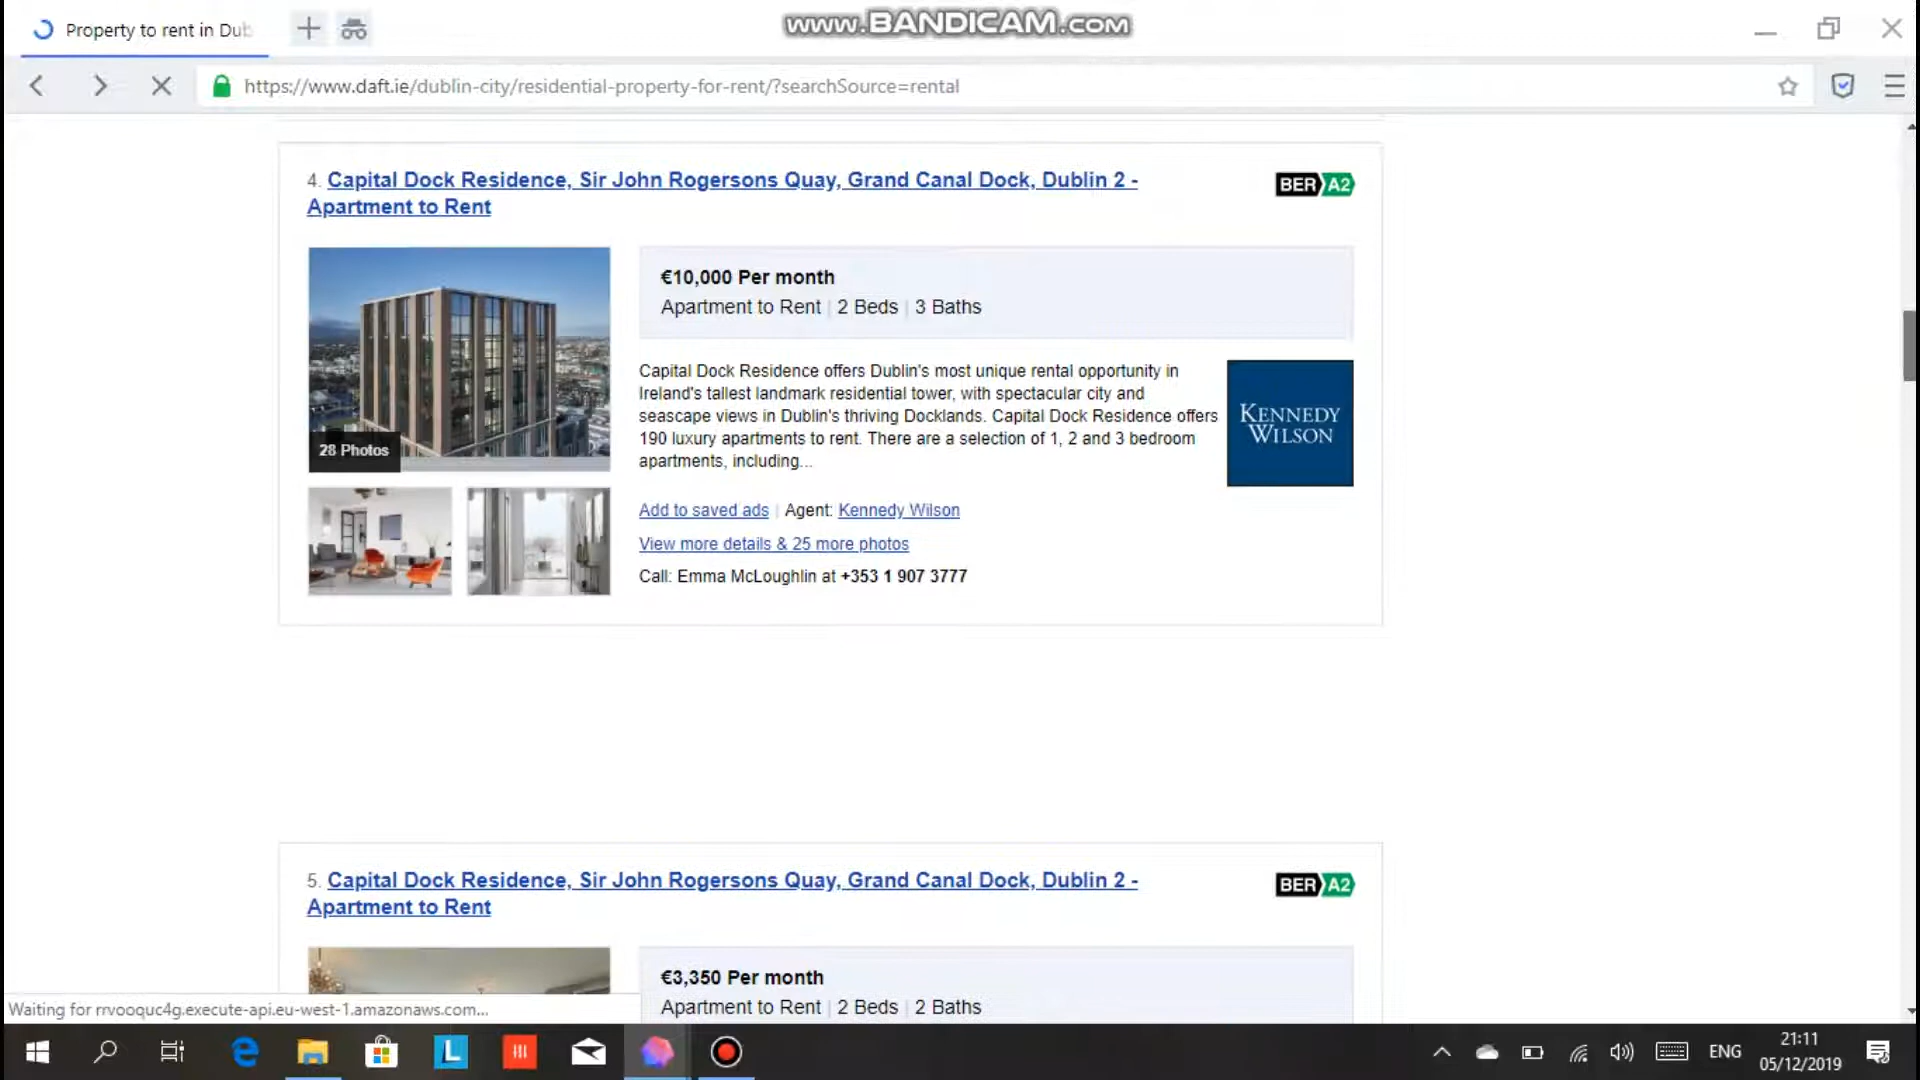 www.BANDICAM.com
Property to rent in Dub
https://www.daft.ie/dublin-city/residential-property-for-rent/?searchSource=rental
4. Capital Dock Residence, Sir John Rogersons Quay, Grand Canal Dock, Dublin 2 -
Apartment to Rent
BER A2
€10,000 Per month
Apartment to Rent | 2 Beds | 3 Baths
28 Photos
Capital Dock Residence offers Dublin's most unique rental opportunity in
Ireland's tallest landmark residential tower, with spectacular city and
seascape views in Dublin's thriving Docklands. Capital Dock Residence offers
190 luxury apartments to rent. There are a selection of 1, 2 and 3 bedroom
apartments, including...
KENNEDY
WILSON
Add to saved ads | Agent: Kennedy Wilson
View more details & 25 more photos
Call: Emma McLoughlin at +353 1 907 3777
5. Capital Dock Residence, Sir John Rogersons Quay, Grand Canal Dock, Dublin 2 -
Apartment to Rent
BER A2
€3,350 Per month
Apartment to Rent | 2 Beds | 2 Baths
Waiting for rrvooquc4g.execute-api.eu-west-1.amazonaws.com...
L
ENG
21:11
05/12/2019